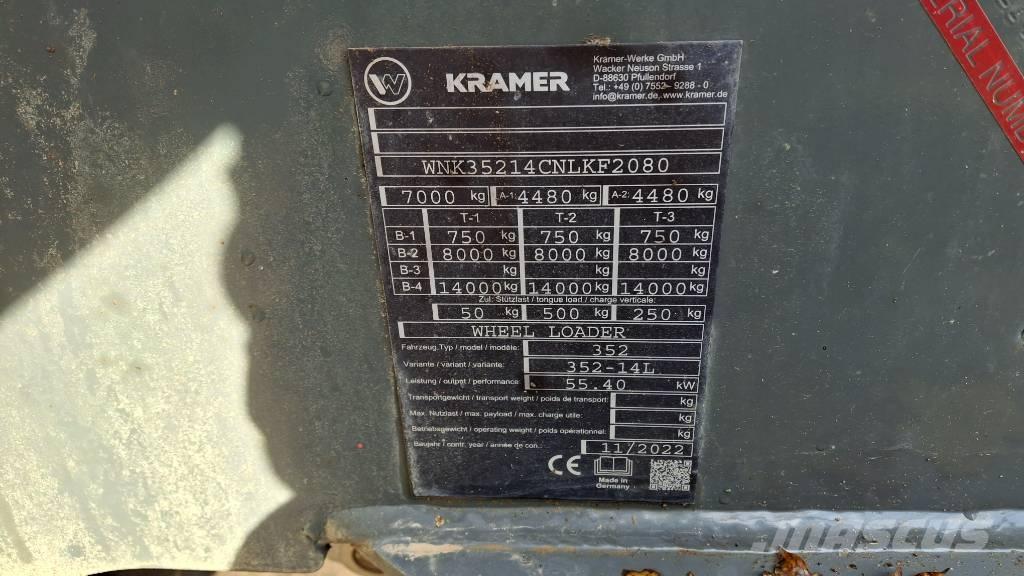 KRAMER
Kramer-Werke GmbH
Wacker Neuson Strasse 1
D-88630 Pfullendorf
Tel.: +49 (0) 7552 - 9288 - 0
info@kramer.de, www.kramer.de
WNK35214CNLKF2080
7000 kg A-1: 4480 kg A-2: 4480 kg
T-1 T-2 T-3
B-1 750 kg 750 kg 750 kg
B-2 8000 kg 8000 kg 8000 kg
B-3 kg kg kg
B-4 14000 kg 14000 kg 14000 kg
Zul. Stützlast / tongue load / charge verticale:
50 kg 500 kg 250 kg
WHEEL LOADER
Fahrzeug.Typ / model / modèle: 352
Variante / variant / variante: 352-14L
Leistung / output / performance: 55.40 kW
Transportgewicht / transport weight / poids de transport: kg
Max. Nutzlast / max. payload / max. charge utile: kg
Betriebsgewicht / operating weight / poids opérationnel: kg
Baujahr / contr. year / année de con.: 11/2022
CE
Made in
Germany
MASCUS